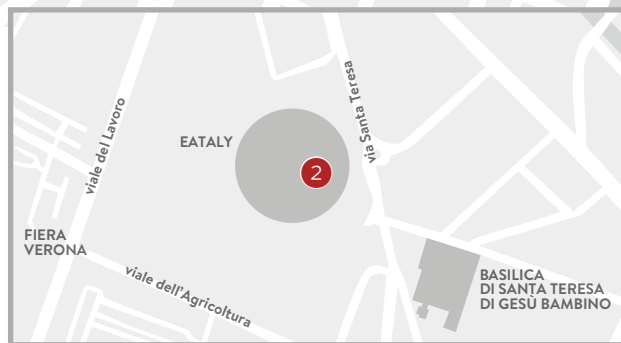 via Santa Teresa
viale del Lavoro
EATALY
2
FIERA
VERONA
viale dell'Agricoltura
BASILICA
DI SANTA TERESA
DI GESÙ BAMBINO